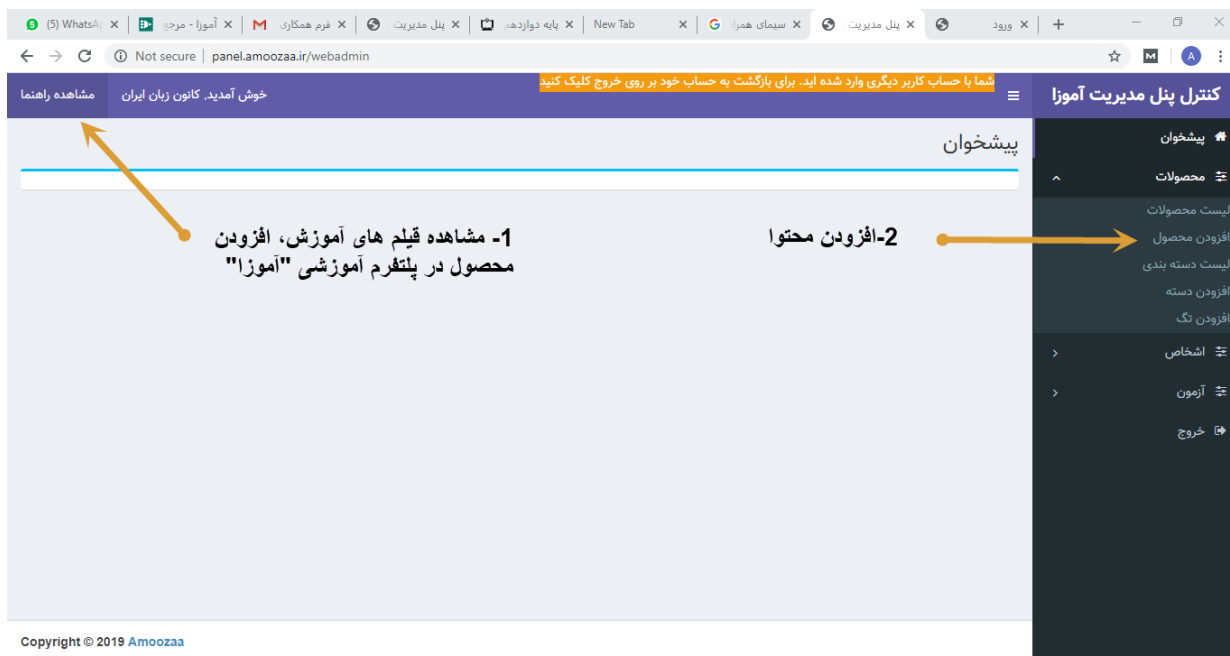 (5) WhatsA
آموزا - مرجع
فرم همکاری
پنل مدیریت
پایه دوازدهم
New Tab
سیمای همرا
پنل مدیریت
ورود
Not secure | panel.amoozaa.ir/webadmin
A
کنترل پنل مدیریت آموزا
شما با حساب کاربر دیگری وارد شده اید. برای بازگشت به حساب خود بر روی خروج کلیک کنید
خوش آمدید, کانون زبان ایران
مشاهده راهنما
پیشخوان
پیشخوان
محصولات
لیست محصولات
افزودن محصول
لیست دسته بندی
افزودن دسته
افزودن تگ
اشخاص
آزمون
خروج
2-افزودن محتوا
1- مشاهده قیلم های آموزش، افزودن
محصول در پلتفرم آموزشی "آموزا"
Copyright © 2019 Amoozaa